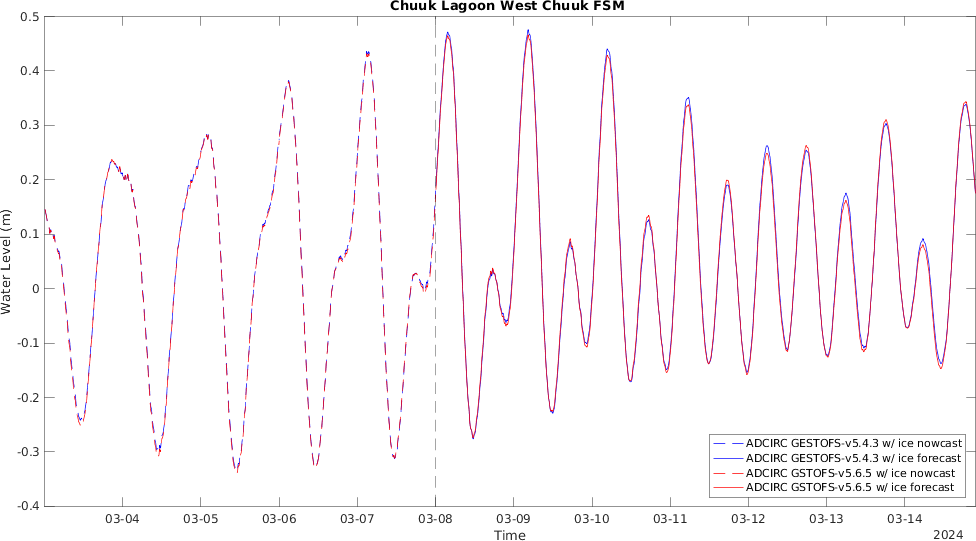 Chuuk Lagoon West Chuuk FSM
0.5
0.4
0.3
0.2
0.1
0
-0.1
-0.2
-0.3
-0.4
Water Level (m)
ADCIRC GESTOFS-v5.4.3 w/ ice nowcast
ADCIRC GESTOFS-v5.4.3 w/ ice forecast
ADCIRC GSTOFS-v5.6.5 w/ ice nowcast
ADCIRC GSTOFS-v5.6.5 w/ ice forecast
03-04 03-05 03-06 03-07 03-08 03-09 03-10 03-11 03-12 03-13 03-14
Time
2024